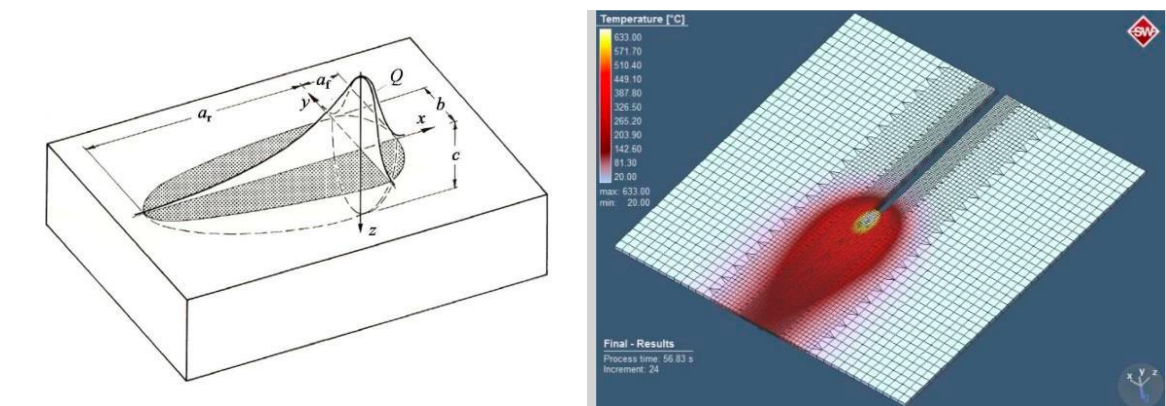 a_f
Q
y
b
a_r
x
c
z
Temperature [°C]
633.00
571.70
510.40
449.10
387.80
326.50
265.20
203.90
142.60
81.30
20.00
max: 633.00
min: 20.00
SW
Final - Results
Process time: 56.83 s
Increment: 24
x y z